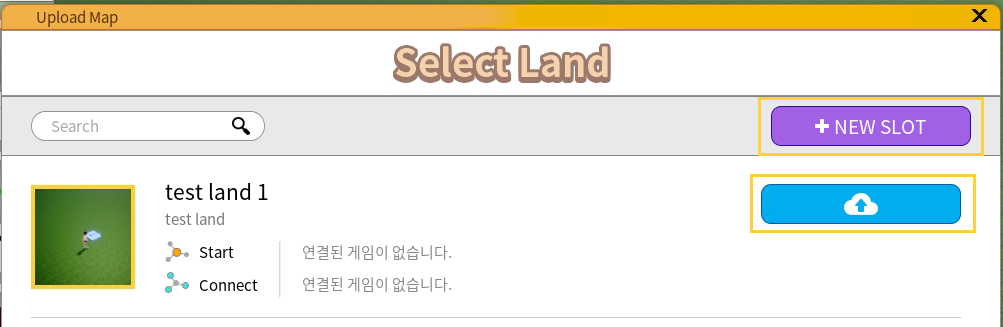 Upload Map
Select Land
Search
+ NEW SLOT
test land 1
test land
Start 연결된 게임이 없습니다.
Connect 연결된 게임이 없습니다.